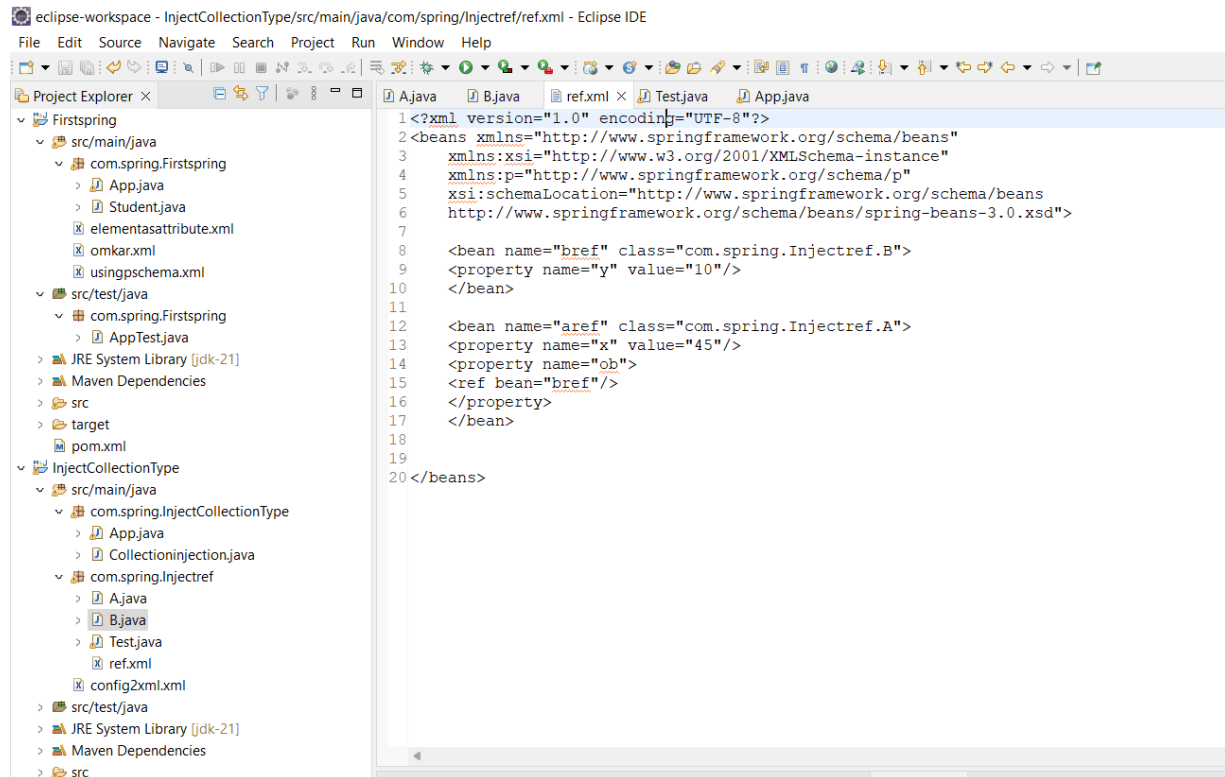 eclipse-workspace - InjectCollectionType/src/main/java/com/spring/Injectref/ref.xml - Eclipse IDE
File Edit Source Navigate Search Project Run Window Help
Project Explorer
Firstspring
src/main/java
com.spring.Firstspring
App.java
Student.java
elementasattribute.xml
omkar.xml
usingpschema.xml
src/test/java
com.spring.Firstspring
AppTest.java
JRE System Library [jdk-21]
Maven Dependencies
src
target
pom.xml
InjectCollectionType
src/main/java
com.spring.InjectCollectionType
App.java
Collectioninjection.java
com.spring.Injectref
A.java
B.java
Test.java
ref.xml
config2xml.xml
src/test/java
JRE System Library [jdk-21]
Maven Dependencies
src
A.java B.java ref.xml Test.java App.java
1 <?xml version="1.0" encoding="UTF-8"?>
2 <beans xmlns="http://www.springframework.org/schema/beans"
3 xmlns:xsi="http://www.w3.org/2001/XMLSchema-instance"
4 xmlns:p="http://www.springframework.org/schema/p"
5 xsi:schemaLocation="http://www.springframework.org/schema/beans
6 http://www.springframework.org/schema/beans/spring-beans-3.0.xsd">
7
8 <bean name="bref" class="com.spring.Injectref.B">
9 <property name="y" value="10"/>
10 </bean>
11
12 <bean name="aref" class="com.spring.Injectref.A">
13 <property name="x" value="45"/>
14 <property name="ob">
15 <ref bean="bref"/>
16 </property>
17 </bean>
18
19
20 </beans>